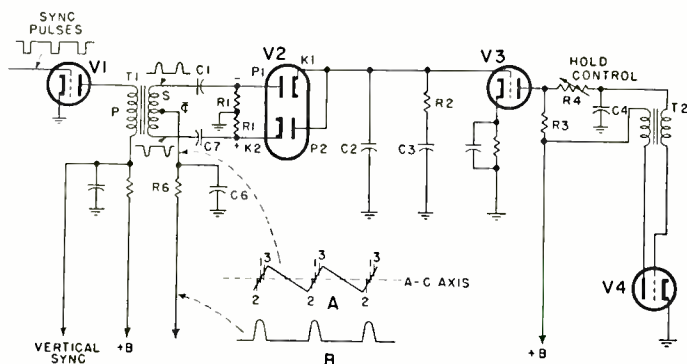 SYNC
PULSES
V1
T1
P
S
C1
₵
C7
R6
C6
P1
V2
K1
-
R1
R1
+
K2
P2
C2
R2
C3
V3
HOLD
CONTROL
R4
C4
R3
T2
V4
3
3
3
1
1
1
2
2
2
A-C AXIS
A
B
VERTICAL
SYNC
+B
+B